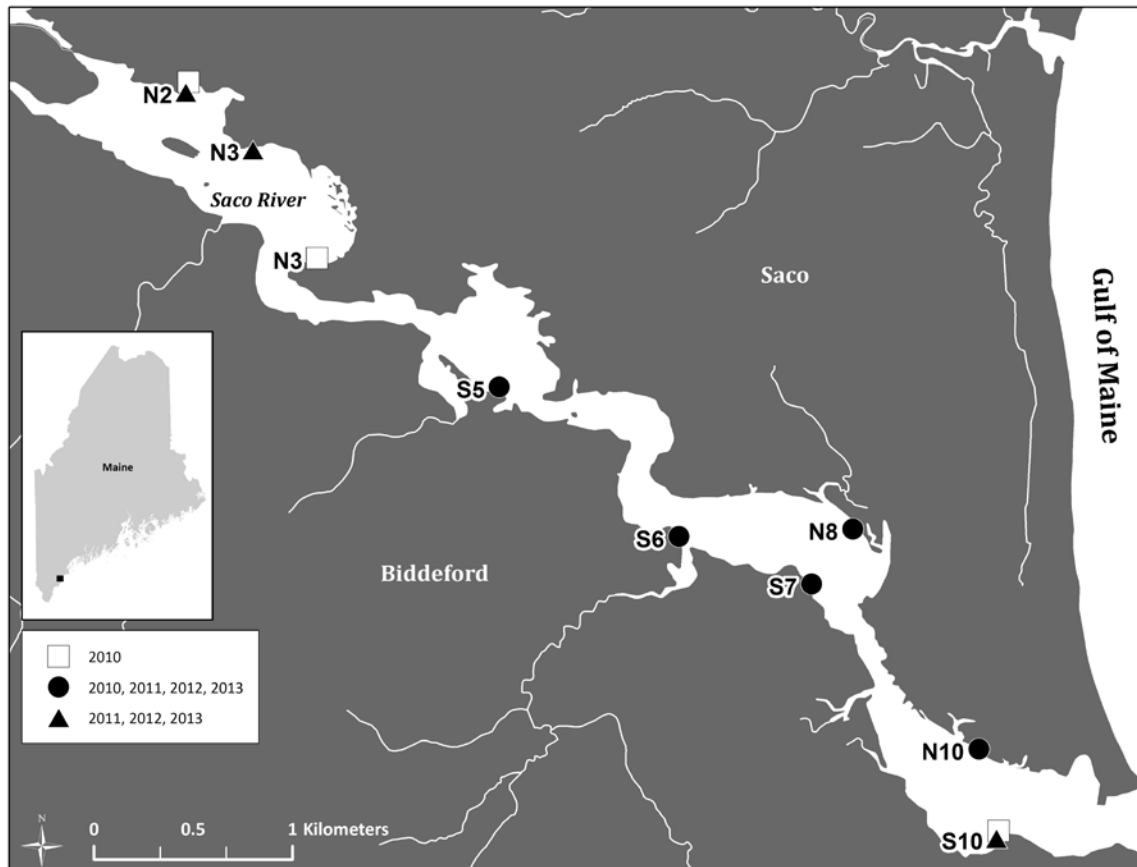 N2
N3
Saco River
N3
Saco
Gulf of Maine
S5
Maine
N8
S6
Biddeford
S7
2010
2010, 2011, 2012, 2013
2011, 2012, 2013
N10
N
0 0.5 1 Kilometers
S10